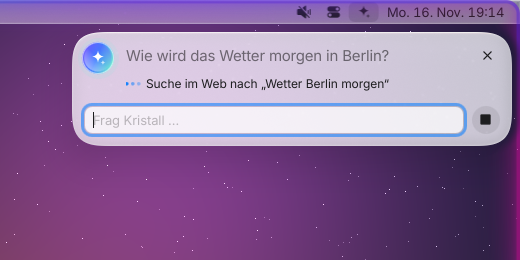 Mo. 16. Nov. 19:14
Wie wird das Wetter morgen in Berlin?
Suche im Web nach „Wetter Berlin morgen“
Frag Kristall ...